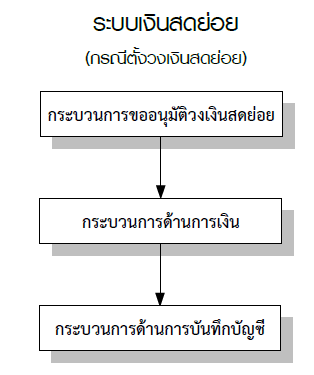 ระบบเงินสดย่อย
(กรณีตั้งวงเงินสดย่อย)
กระบวนการขออนุมัติวงเงินสดย่อย
กระบวนการด้านการเงิน
กระบวนการด้านการบันทึกบัญชี